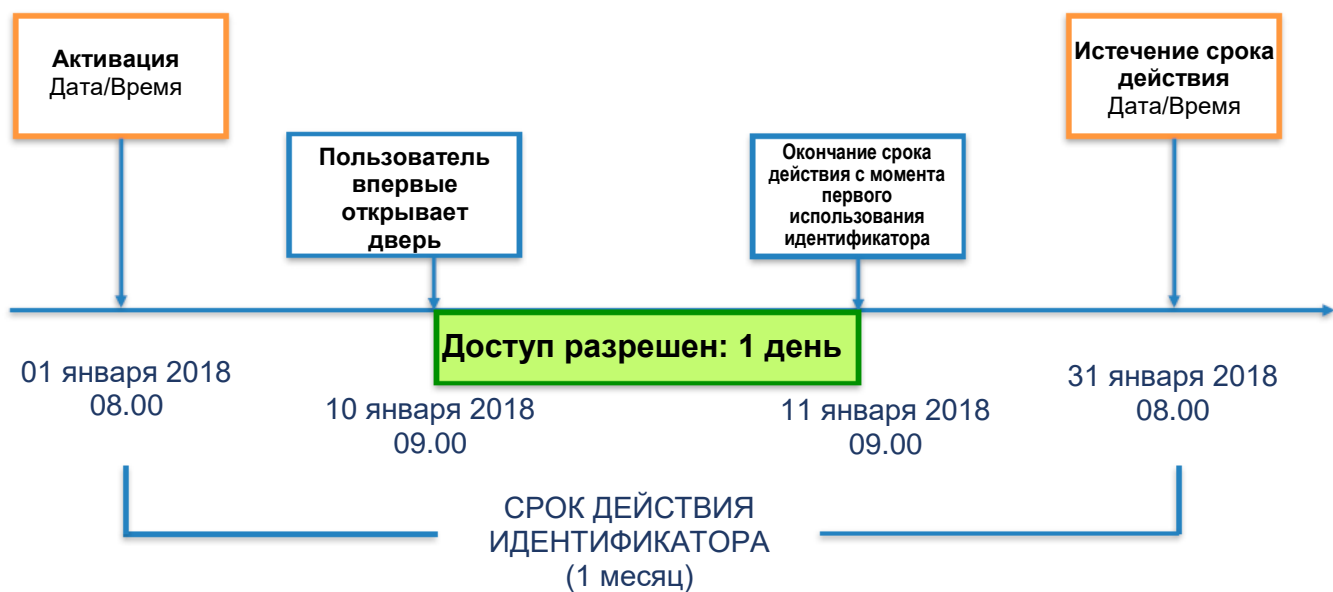 Активация
Дата/Время
Истечение срока
действия
Дата/Время
Пользователь
впервые
открывает
дверь
Окончание срока
действия с момента
первого
использования
идентификатора
Доступ разрешен: 1 день
01 января 2018
08.00
10 января 2018
09.00
11 января 2018
09.00
31 января 2018
08.00
СРОК ДЕЙСТВИЯ
ИДЕНТИФИКАТОРА
(1 месяц)